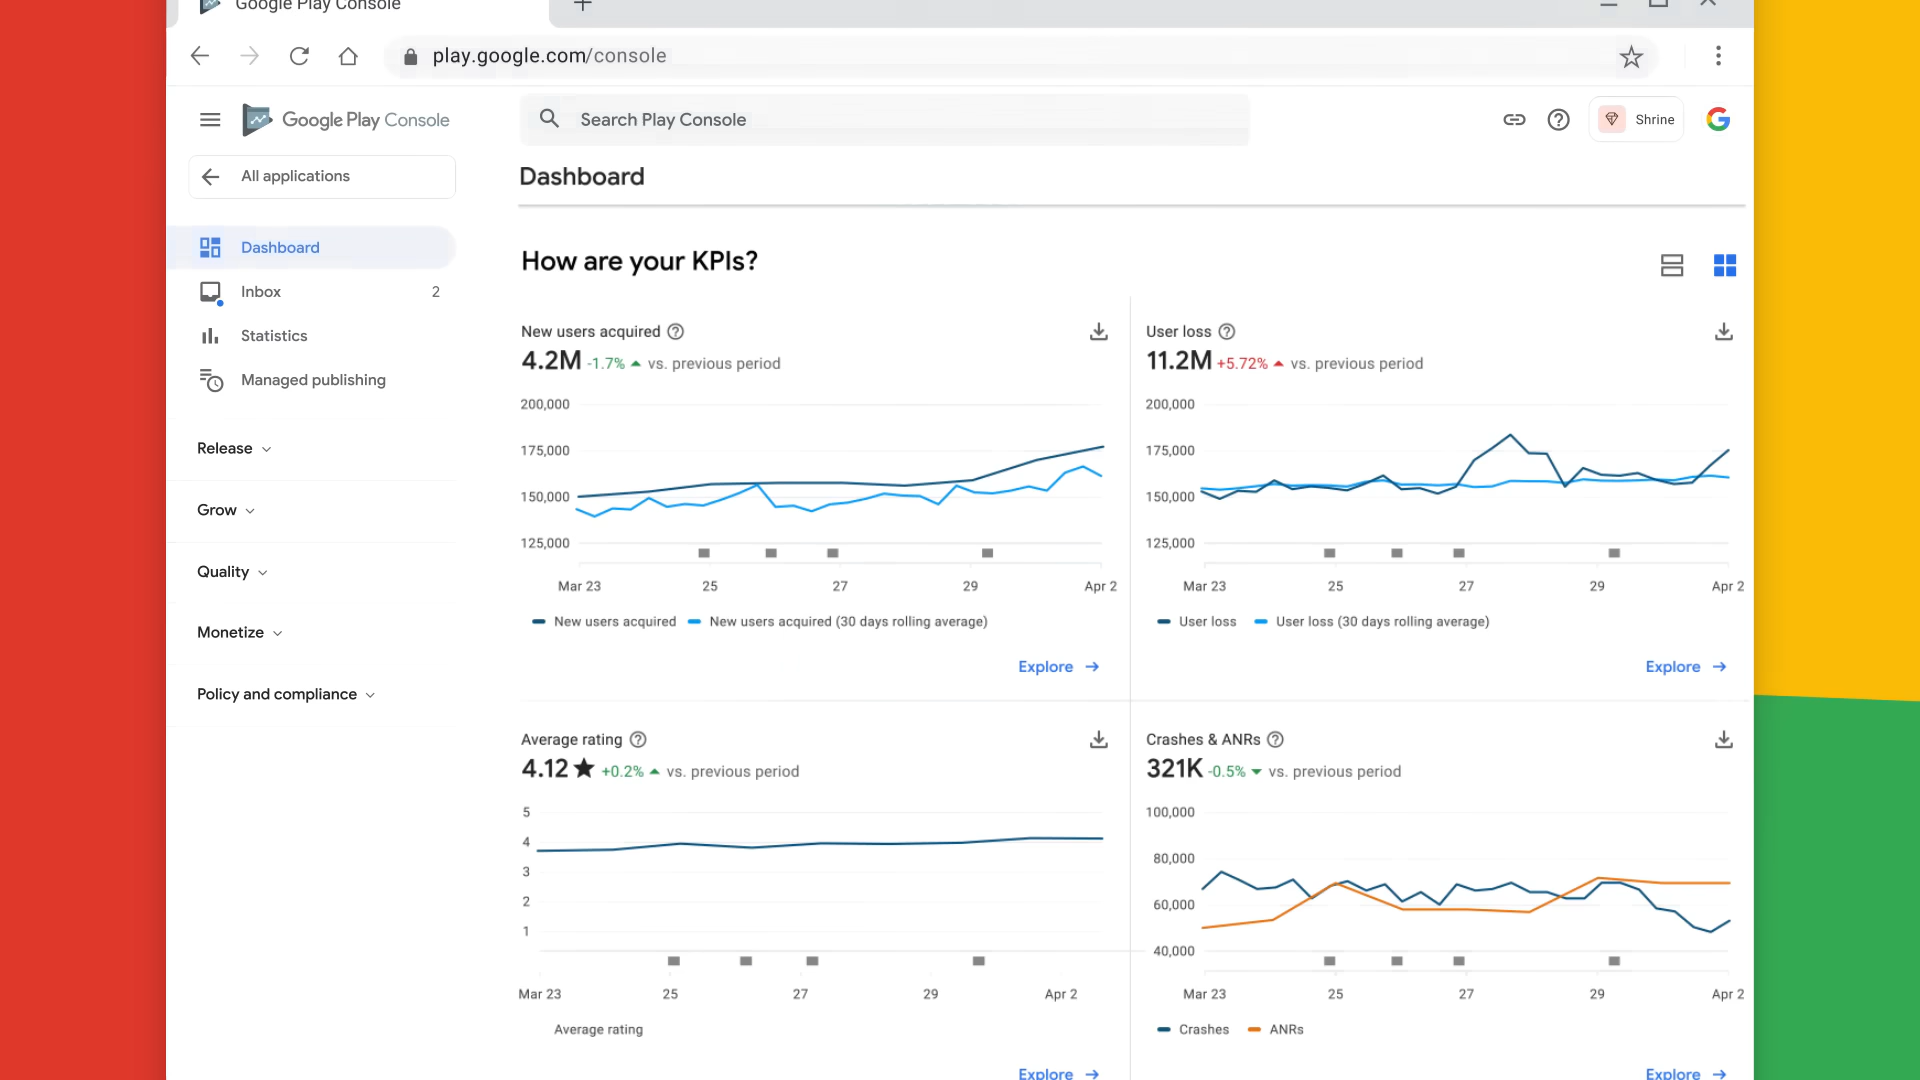 Google Play Console
play.google.com/console
Google Play Console
Search Play Console
Shrine
All applications
Dashboard
Dashboard
Inbox 2
Statistics
Managed publishing
Release
Grow
Quality
Monetize
Policy and compliance
How are your KPIs?
New users acquired
4.2M -1.7% vs. previous period
200,000
175,000
150,000
125,000
Mar 23 25 27 29 Apr 2
New users acquired New users acquired (30 days rolling average)
Explore
User loss
11.2M +5.72% vs. previous period
200,000
175,000
150,000
125,000
Mar 23 25 27 29 Apr 2
User loss User loss (30 days rolling average)
Explore
Average rating
4.12★ +0.2% vs. previous period
5
4
3
2
1
Mar 23 25 27 29 Apr 2
Average rating
Explore
Crashes & ANRs
321K -0.5% vs. previous period
100,000
80,000
60,000
40,000
Mar 23 25 27 29 Apr 2
Crashes ANRs
Explore